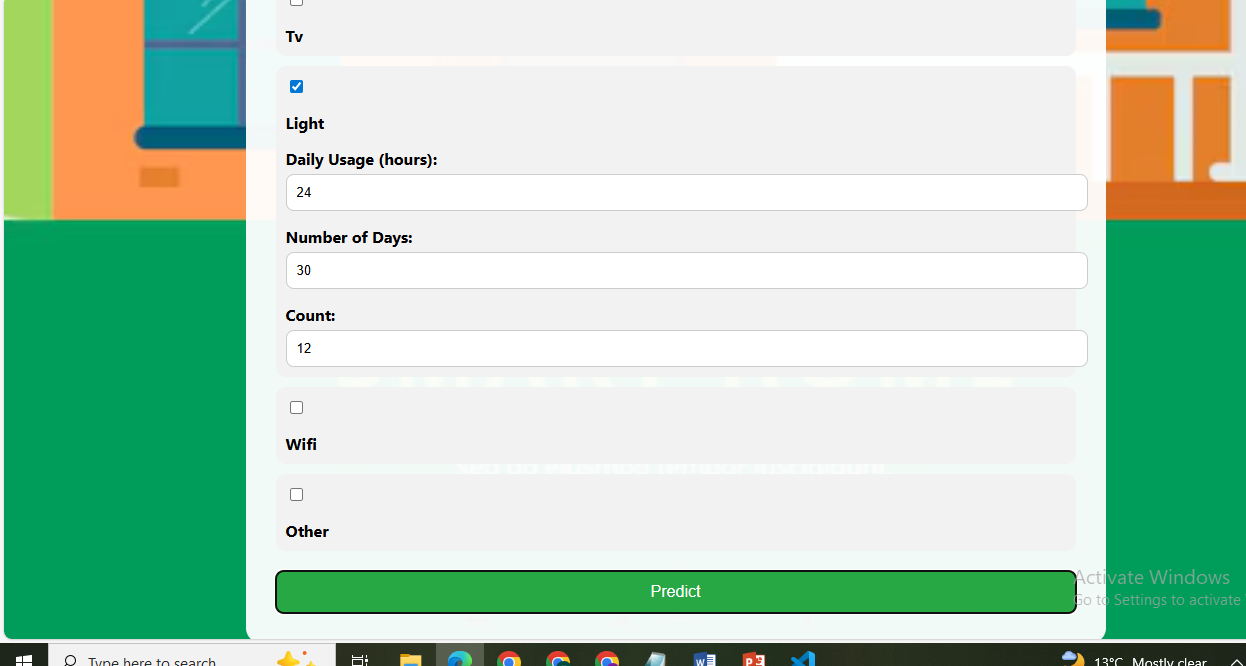 Tv
Light
Daily Usage (hours):
24
Number of Days:
30
Count:
12
Wifi
Other
Predict
Activate Windows
Go to Settings to activate
Type here to search
13°C Mostly clear